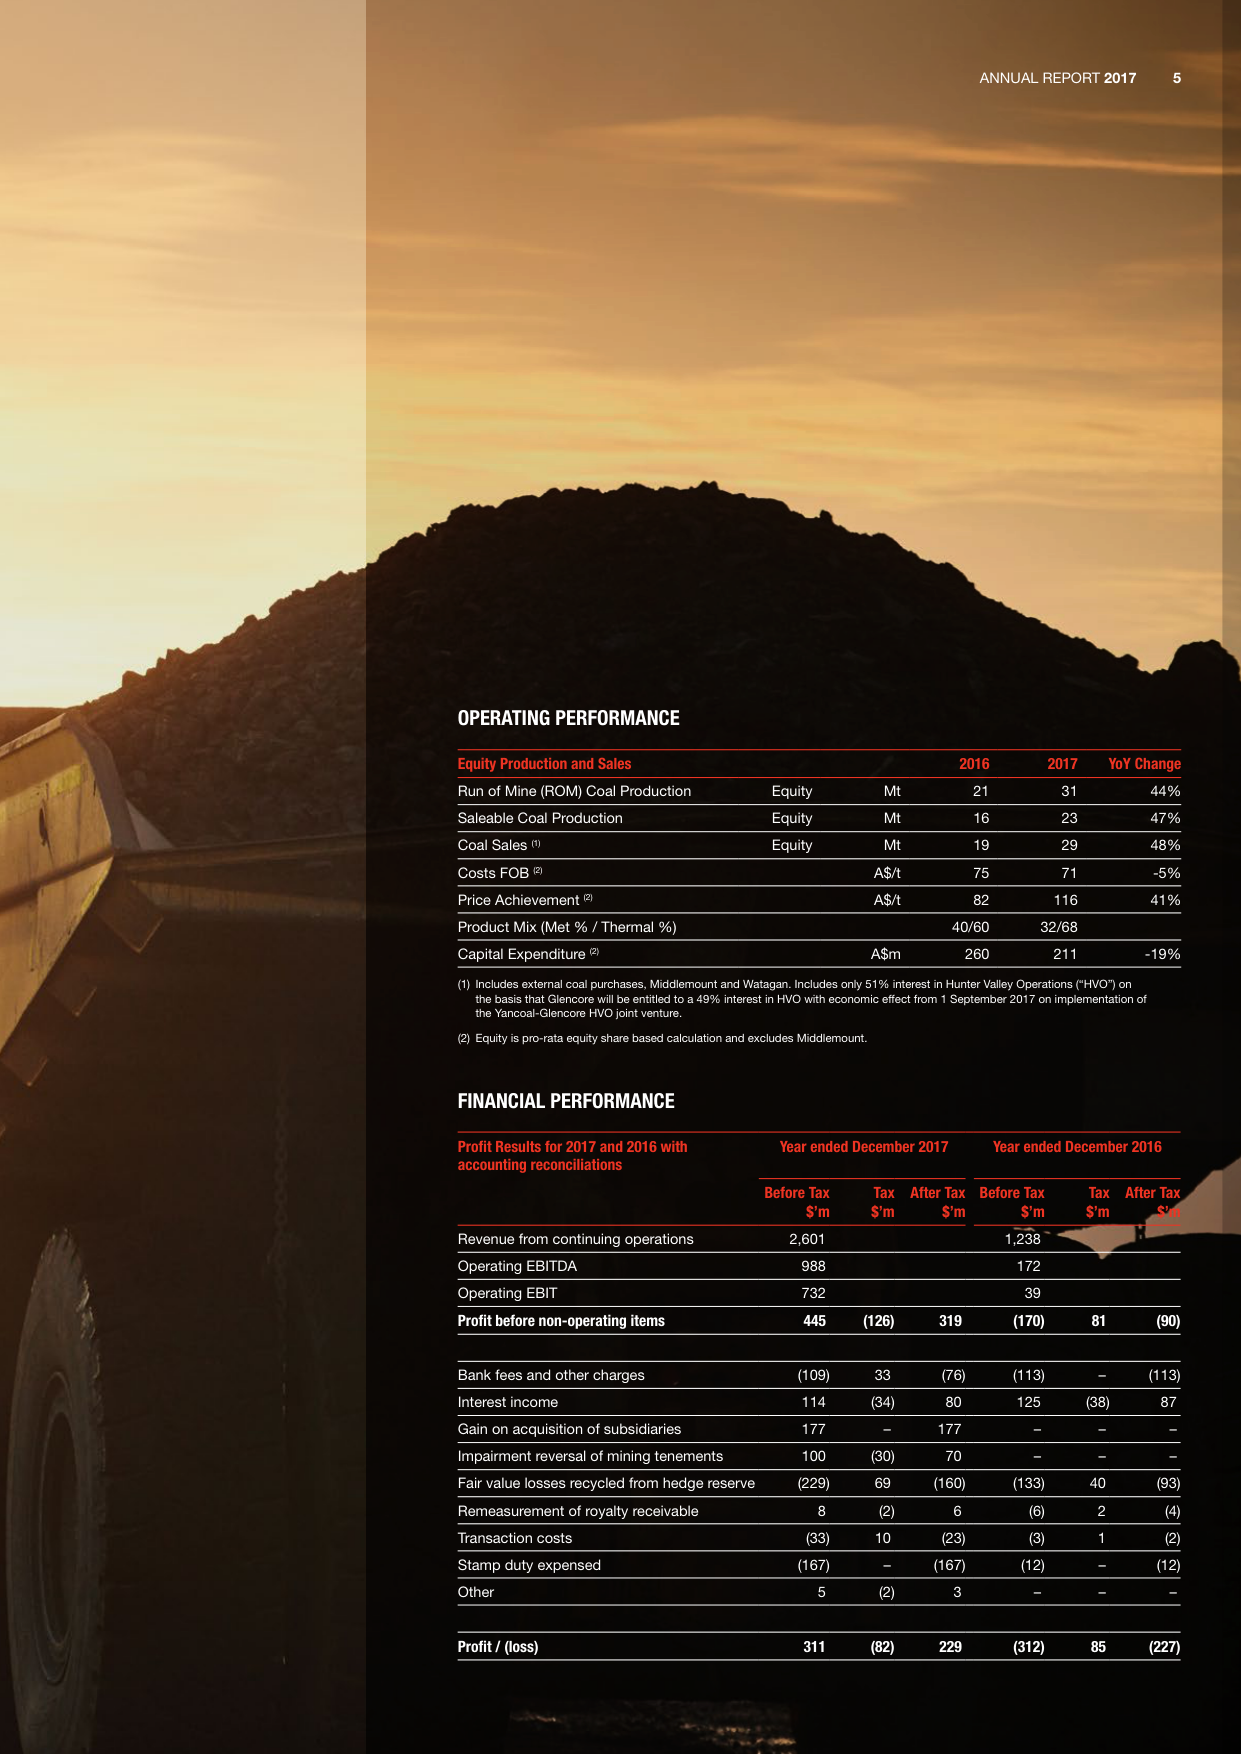 ANNUAL REPORT 2017 5
OPERATING PERFORMANCE
Equity Production and Sales 2016 2017 YoY Change
Run of Mine (ROM) Coal Production Equity Mt 21 31 44%
Saleable Coal Production Equity Mt 16 23 47%
Coal Sales (1) Equity Mt 19 29 48%
Costs FOB (2) A$/t 75 71 -5%
Price Achievement (2) A$/t 82 116 41%
Product Mix (Met % / Thermal %) 40/60 32/68
Capital Expenditure (2) A$m 260 211 -19%
(1) Includes external coal purchases, Middlemount and Watagan. Includes only 51% interest in Hunter Valley Operations (“HVO”) on
the basis that Glencore will be entitled to a 49% interest in HVO with economic effect from 1 September 2017 on implementation of
the Yancoal-Glencore HVO joint venture.
(2) Equity is pro-rata equity share based calculation and excludes Middlemount.
FINANCIAL PERFORMANCE
Profit Results for 2017 and 2016 with Year ended December 2017 Year ended December 2016
accounting reconciliations
Before Tax Tax After Tax Before Tax Tax After Tax
$’m $’m $’m $’m $’m $’m
Revenue from continuing operations 2,601 1,238
Operating EBITDA 988 172
Operating EBIT 732 39
Profit before non-operating items 445 (126) 319 (170) 81 (90)
Bank fees and other charges (109) 33 (76) (113) – (113)
Interest income 114 (34) 80 125 (38) 87
Gain on acquisition of subsidiaries 177 – 177 – – –
Impairment reversal of mining tenements 100 (30) 70 – – –
Fair value losses recycled from hedge reserve (229) 69 (160) (133) 40 (93)
Remeasurement of royalty receivable 8 (2) 6 (6) 2 (4)
Transaction costs (33) 10 (23) (3) 1 (2)
Stamp duty expensed (167) – (167) (12) – (12)
Other 5 (2) 3 – – –
Profit / (loss) 311 (82) 229 (312) 85 (227)